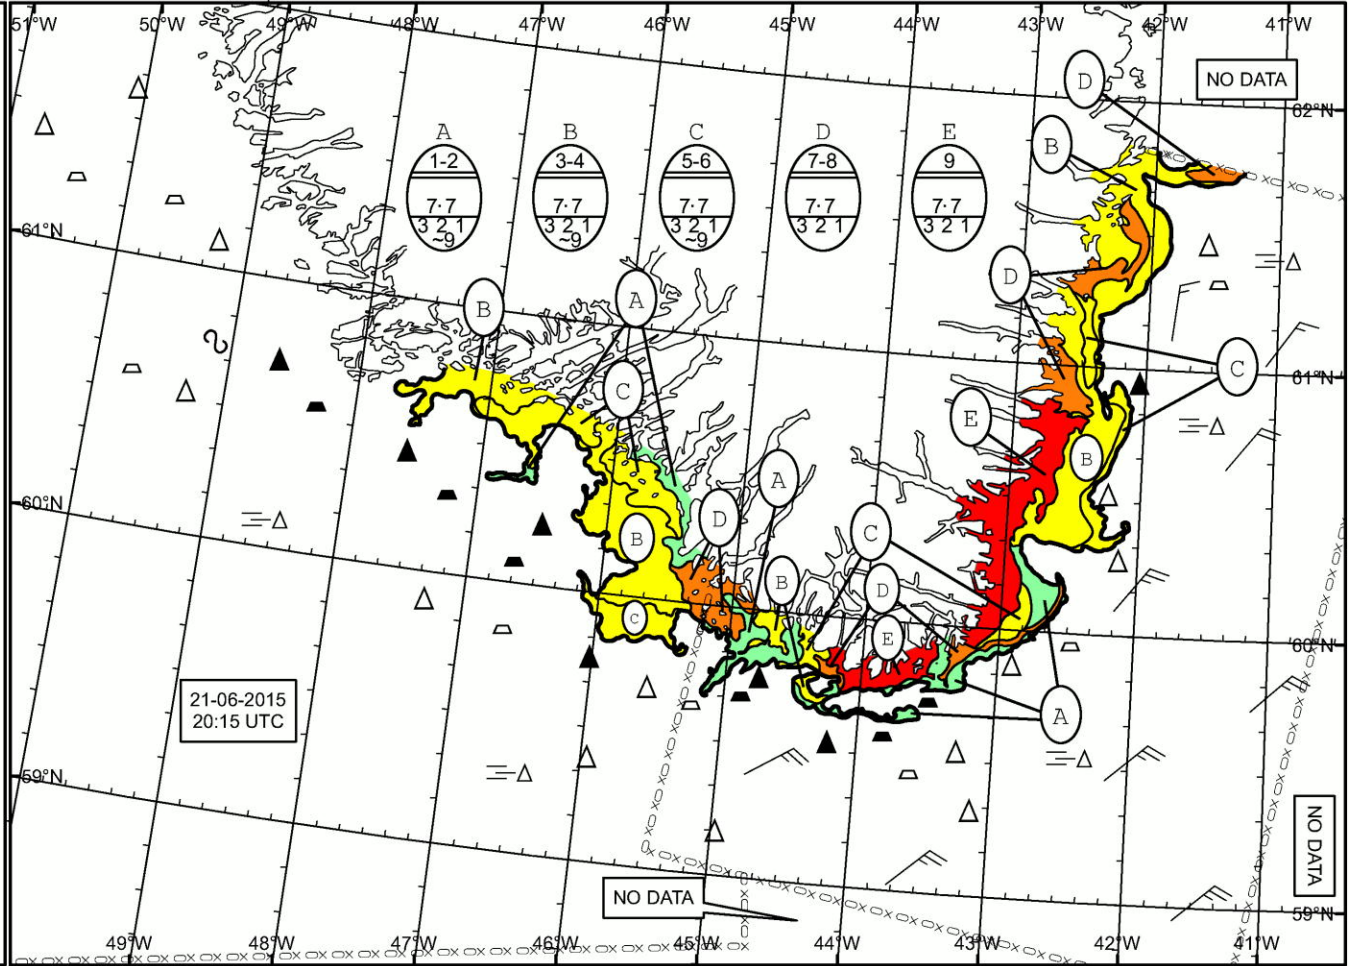 51°W 50°W 49°W 48°W 47°W 46°W 45°W 44°W 43°W 42°W 41°W
D
NO DATA
62°N
A B C D E
B
1-2 3-4 5-6 7-8 9
7·7 7·7 7·7 7·7 7·7
3 2 1 3 2 1 3 2 1 3 2 1 3 2 1
~9 ~9 ~9
61°N
D
B A
C
61°N
C
E
B
A
60°N
D
C
B
B
D
C
E
60°N
21-06-2015
20:15 UTC
A
59°N
NO DATA
NO DATA
59°N
49°W 48°W 47°W 46°W 45°W 44°W 43°W 42°W 41°W